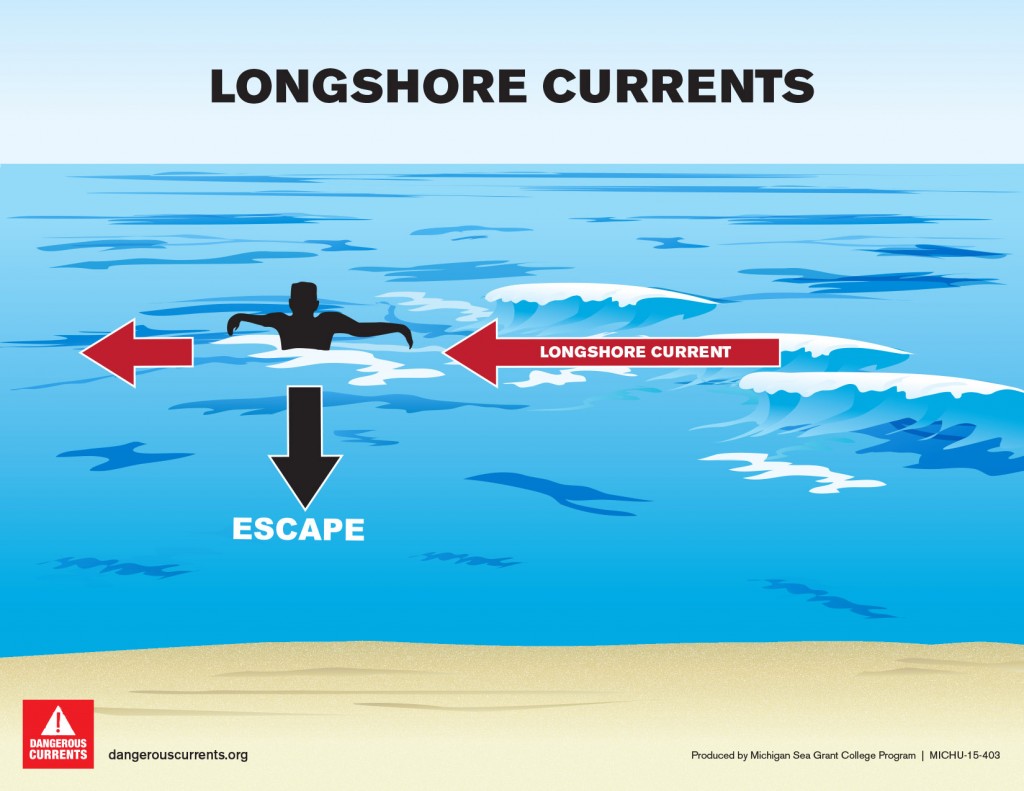 LONGSHORE CURRENTS
LONGSHORE CURRENT
ESCAPE
DANGEROUS
CURRENTS
dangerouscurrents.org
Produced by Michigan Sea Grant College Program | MICHU-15-403